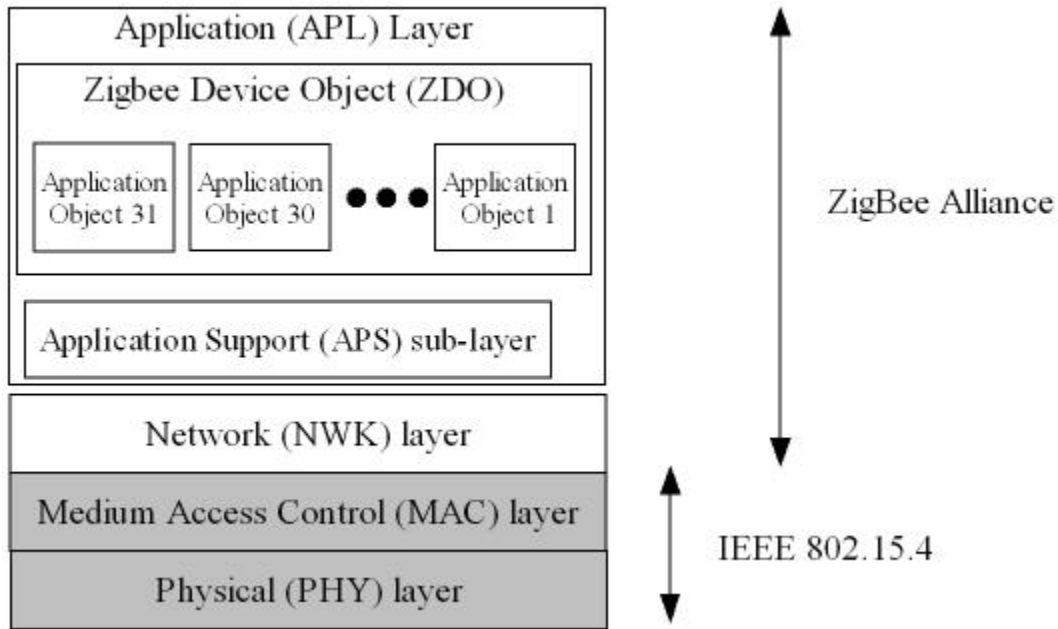 Application (APL) Layer
Zigbee Device Object (ZDO)
Application
Object 31
Application
Object 30
Application
Object 1
ZigBee Alliance
Application Support (APS) sub-layer
Network (NWK) layer
Medium Access Control (MAC) layer
IEEE 802.15.4
Physical (PHY) layer